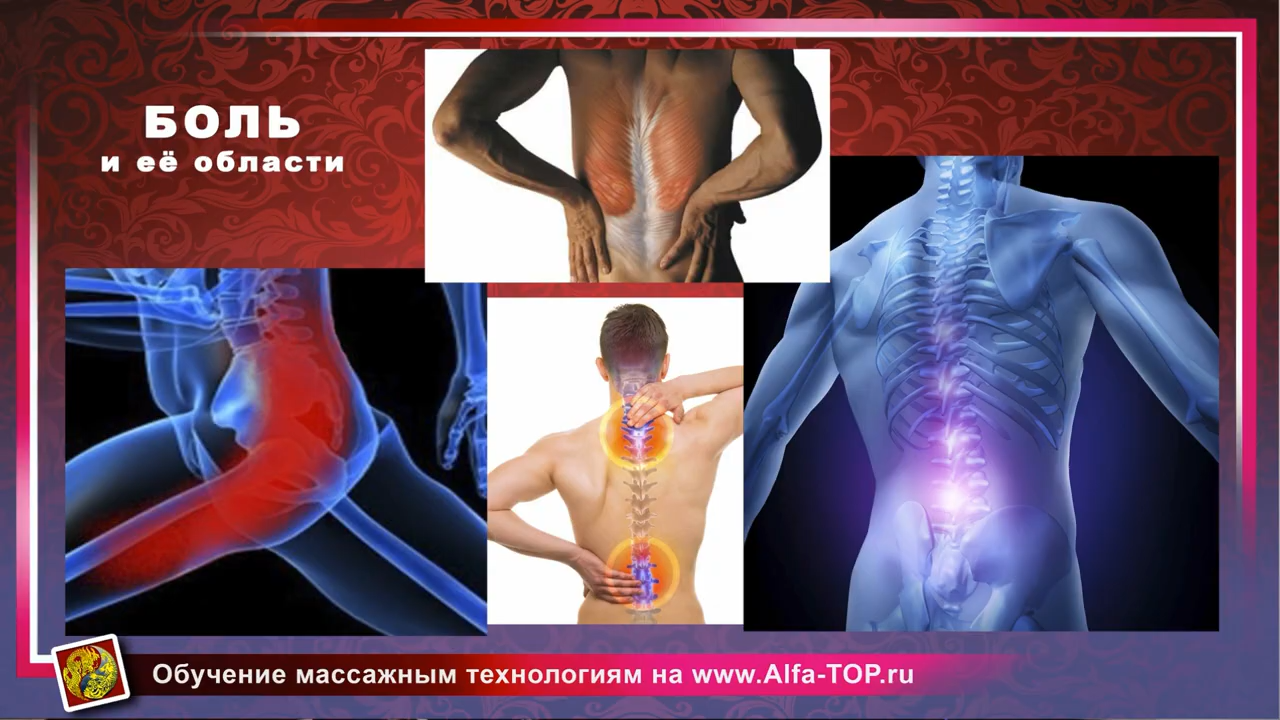 БОЛЬ
и её области
Обучение массажным технологиям на www.Alfa-TOP.ru